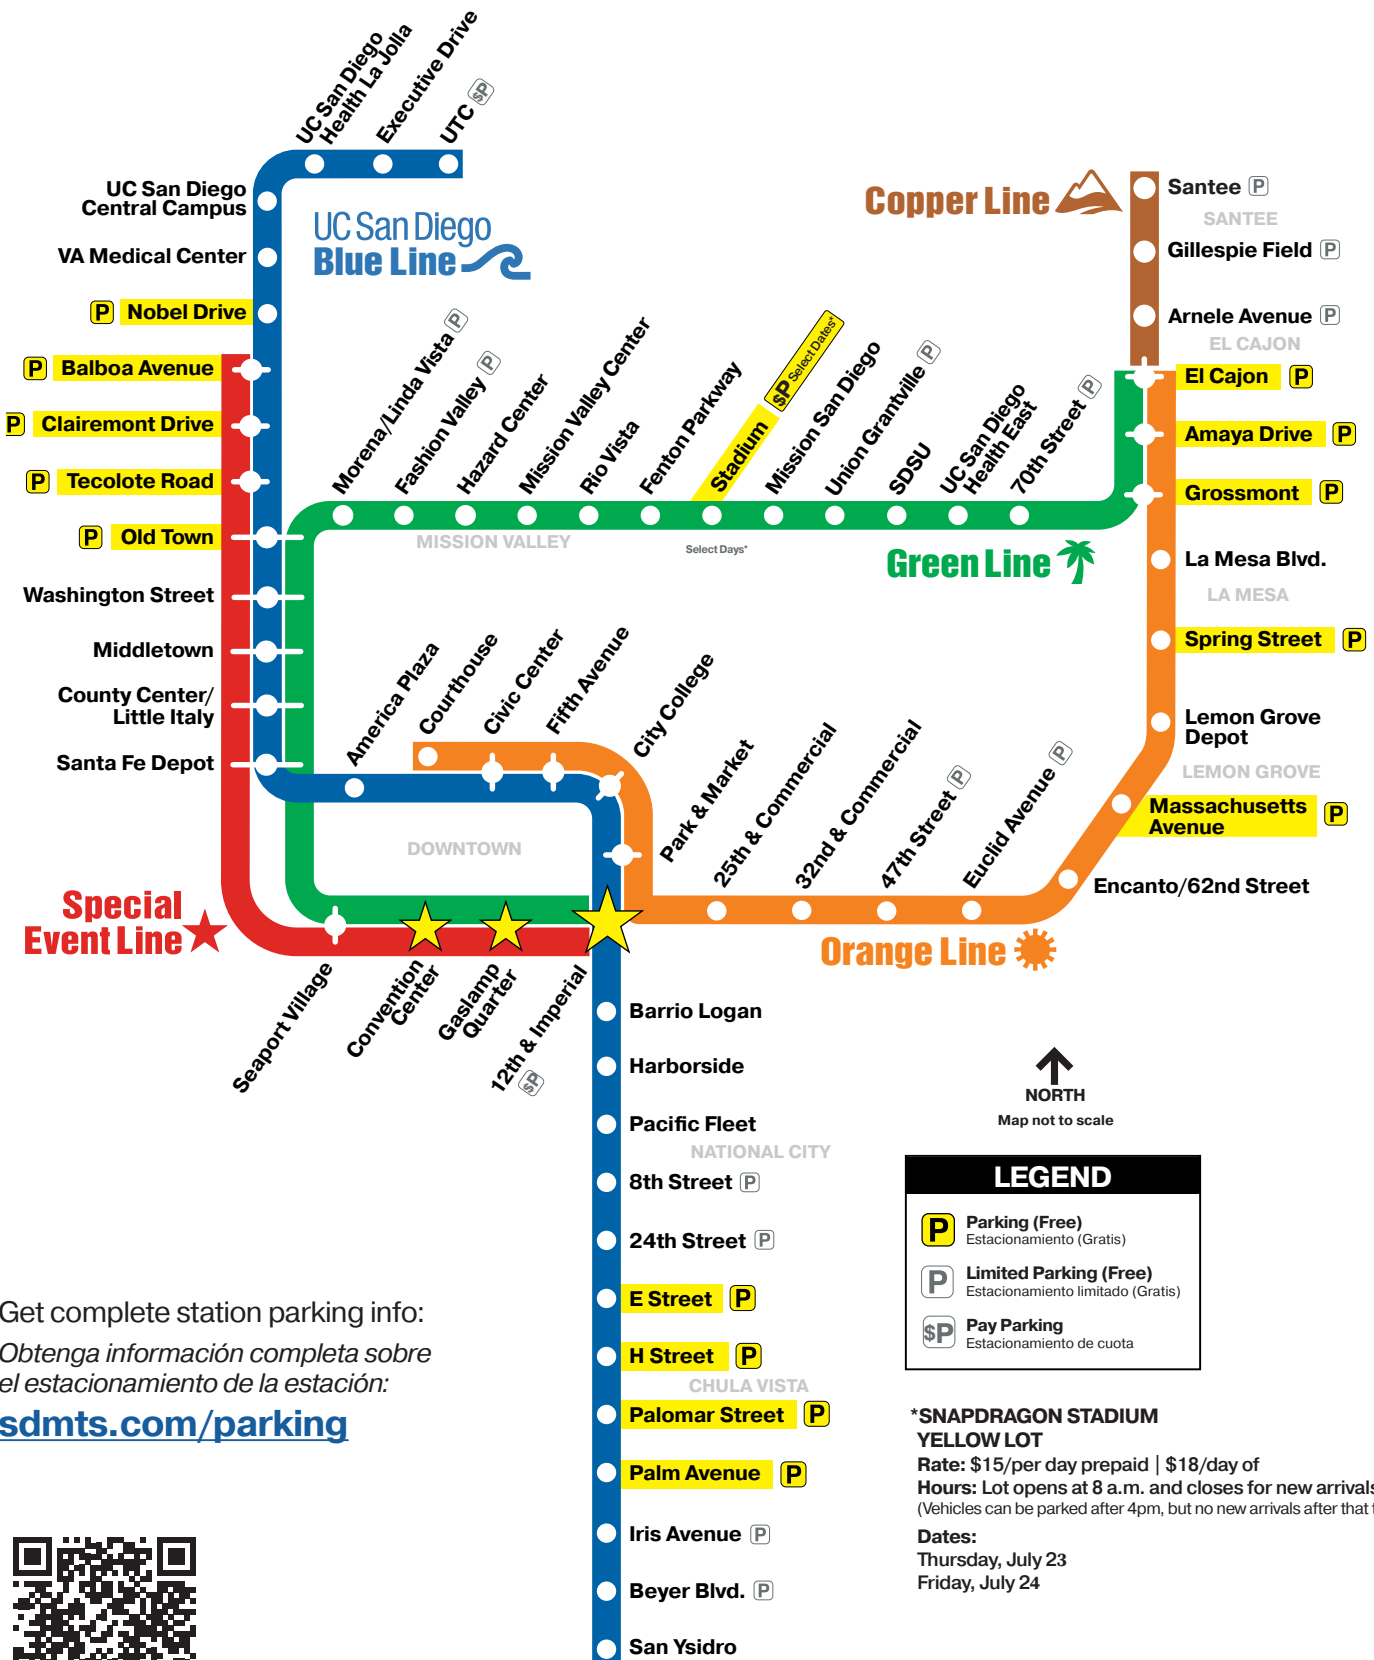 UC San Diego
Health La Jolla
Executive Drive
UTC $P
UC San Diego
Central Campus
VA Medical Center
P Nobel Drive
P Balboa Avenue
P Clairemont Drive
P Tecolote Road
P Old Town
Washington Street
Middletown
County Center/
Little Italy
Santa Fe Depot
UC San Diego
Blue Line
Copper Line
Santee P
SANTEE
Gillespie Field P
Arnele Avenue P
EL CAJON
El Cajon P
Amaya Drive P
Grossmont P
La Mesa Blvd.
LA MESA
Spring Street P
Lemon Grove
Depot
LEMON GROVE
Massachusetts
Avenue P
Encanto/62nd Street
Morena/Linda Vista P
Fashion Valley P
Hazard Center
Mission Valley Center
Rio Vista
Fenton Parkway
Stadium $P Select Dates*
Mission San Diego
Union Grantville P
SDSU
UC San Diego
Health East
70th Street P
MISSION VALLEY
Select Days*
Green Line
America Plaza
Courthouse
Civic Center
Fifth Avenue
City College
Park & Market
25th & Commercial
32nd & Commercial
47th Street P
Euclid Avenue P
DOWNTOWN
Special
Event Line
Orange Line
Seaport Village
Convention
Center
Gaslamp
Quarter
12th & Imperial
$P
Barrio Logan
Harborside
Pacific Fleet
NATIONAL CITY
8th Street P
24th Street P
E Street P
H Street P
CHULA VISTA
Palomar Street P
Palm Avenue P
Iris Avenue P
Beyer Blvd. P
San Ysidro
NORTH
Map not to scale
LEGEND
P Parking (Free)
Estacionamiento (Gratis)
P Limited Parking (Free)
Estacionamiento limitado (Gratis)
$P Pay Parking
Estacionamiento de cuota
Get complete station parking info:
Obtenga información completa sobre
el estacionamiento de la estación:
sdmts.com/parking
*SNAPDRAGON STADIUM
YELLOW LOT
Rate: $15/per day prepaid | $18/day of
Hours: Lot opens at 8 a.m. and closes for new arrivals
(Vehicles can be parked after 4pm, but no new arrivals after that
Dates:
Thursday, July 23
Friday, July 24